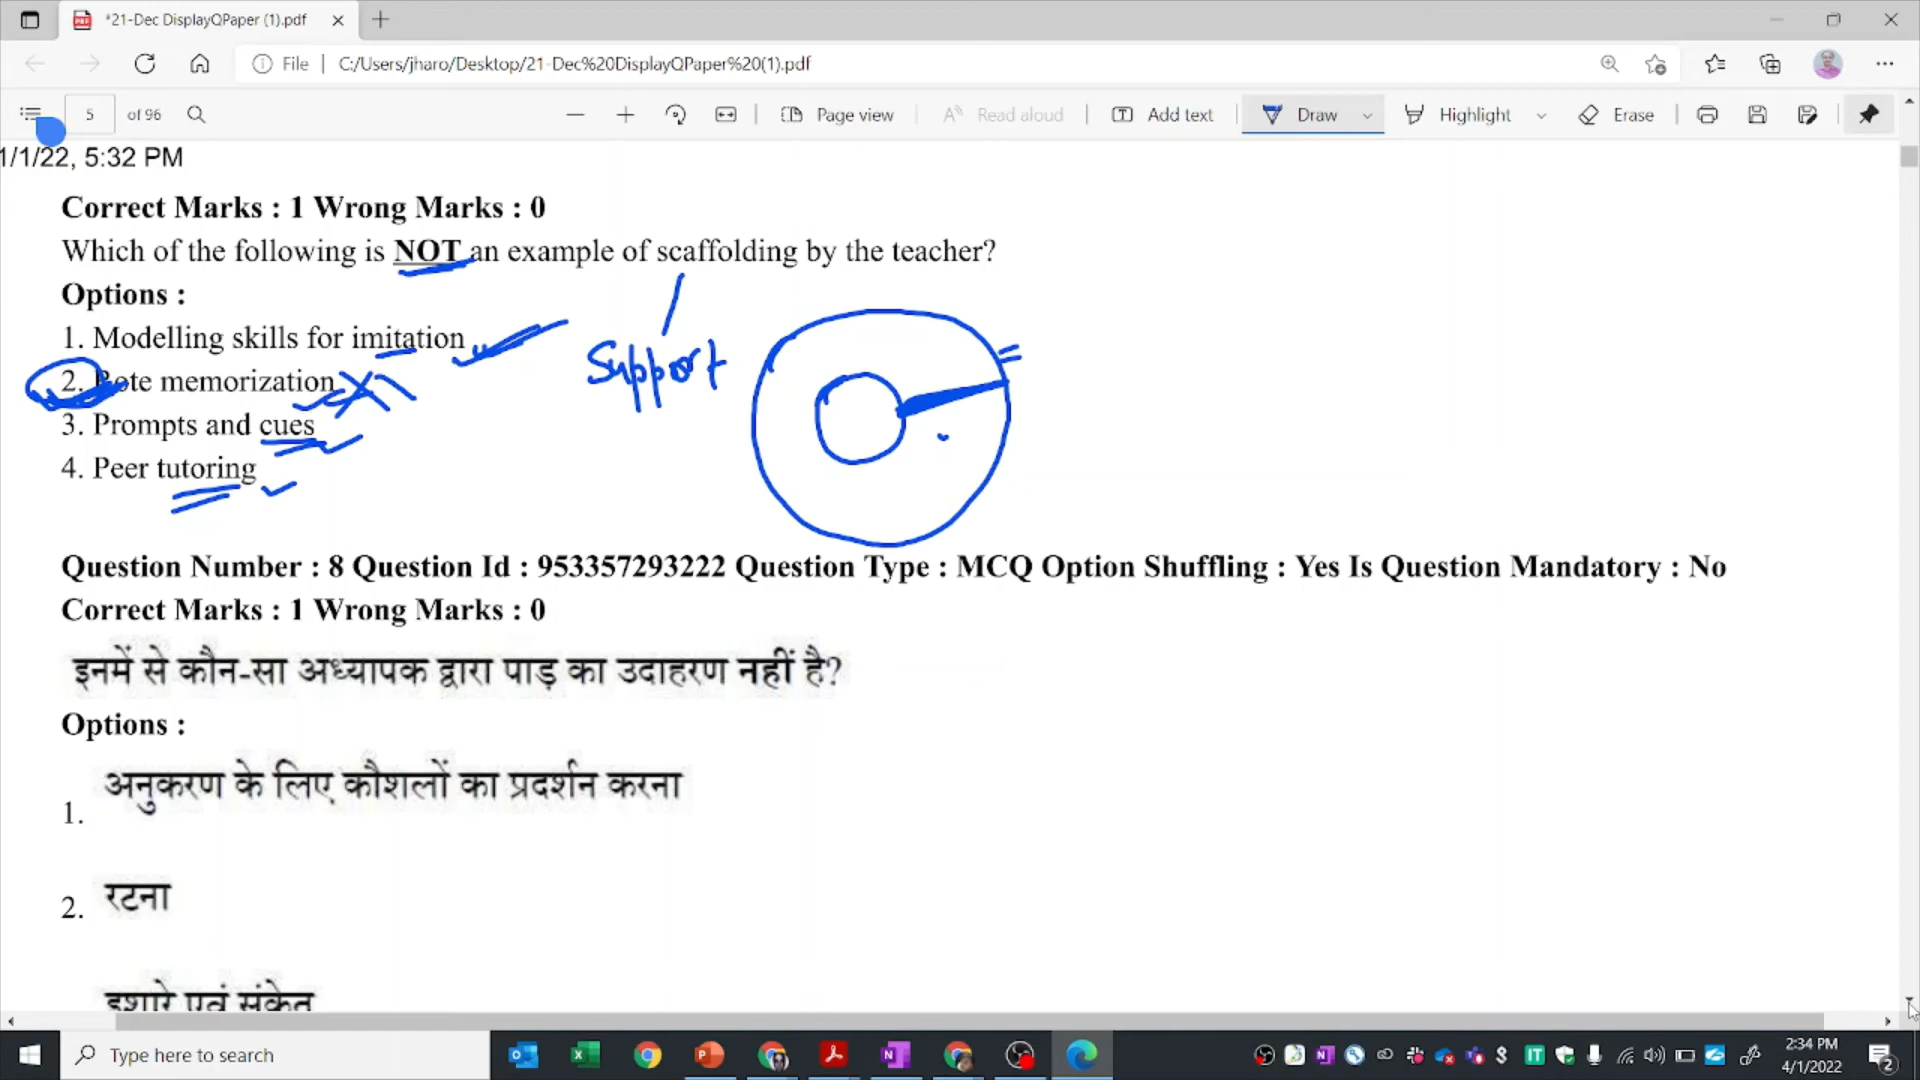 *21-Dec DisplayQPaper (1).pdf
File | C:/Users/jharo/Desktop/21-Dec%20DisplayQPaper%20(1).pdf
5 of 96 Page view Read aloud Add text Draw Highlight Erase
1/1/22, 5:32 PM
Correct Marks : 1 Wrong Marks : 0
Which of the following is NOT an example of scaffolding by the teacher?
Options :
1. Modelling skills for imitation
Support
2. Rote memorization
3. Prompts and cues
4. Peer tutoring
Question Number : 8 Question Id : 953357293222 Question Type : MCQ Option Shuffling : Yes Is Question Mandatory : No
Correct Marks : 1 Wrong Marks : 0
इनमें से कौन-सा अध्यापक द्वारा पाड़ का उदाहरण नहीं है?
Options :
1. अनुकरण के लिए कौशलों का प्रदर्शन करना
2. रटना
इशारे एवं संकेत
Type here to search
2:34 PM
4/1/2022
2